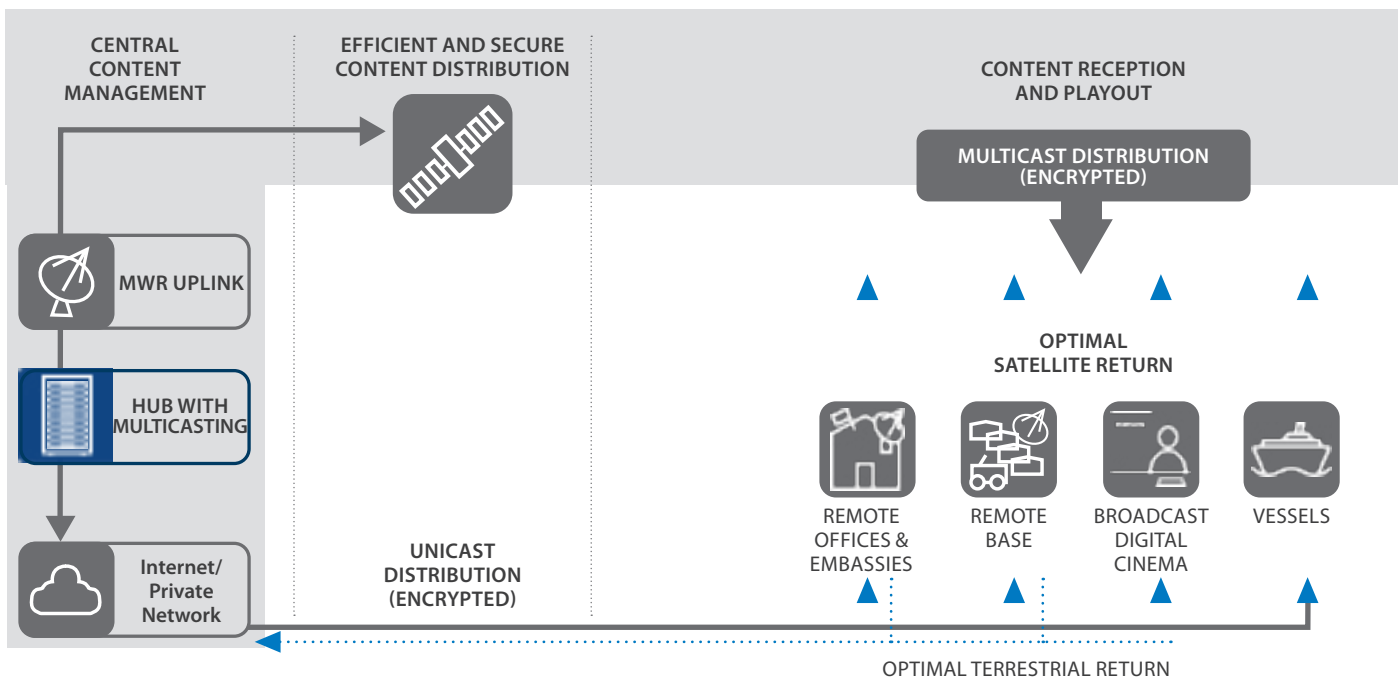 CENTRAL
CONTENT
MANAGEMENT
EFFICIENT AND SECURE
CONTENT DISTRIBUTION
CONTENT RECEPTION
AND PLAYOUT
MULTICAST DISTRIBUTION
(ENCRYPTED)
MWR UPLINK
HUB WITH
MULTICASTING
Internet/
Private
Network
UNICAST
DISTRIBUTION
(ENCRYPTED)
OPTIMAL
SATELLITE RETURN
REMOTE
OFFICES &
EMBASSIES
REMOTE
BASE
BROADCAST
DIGITAL
CINEMA
VESSELS
OPTIMAL TERRESTRIAL RETURN